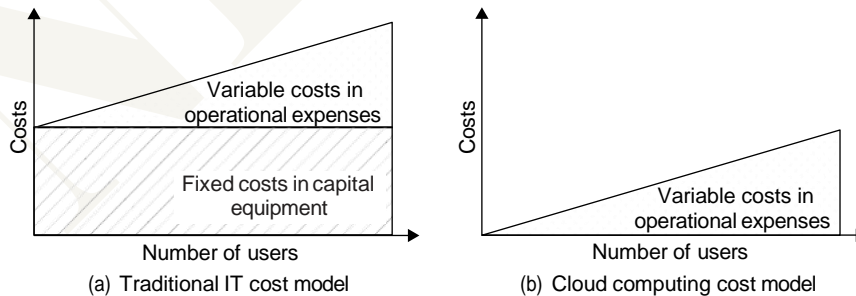 Costs
Variable costs in
operational expenses
Fixed costs in capital
equipment
Number of users
(a) Traditional IT cost model
Costs
Variable costs in
operational expenses
Number of users
(b) Cloud computing cost model